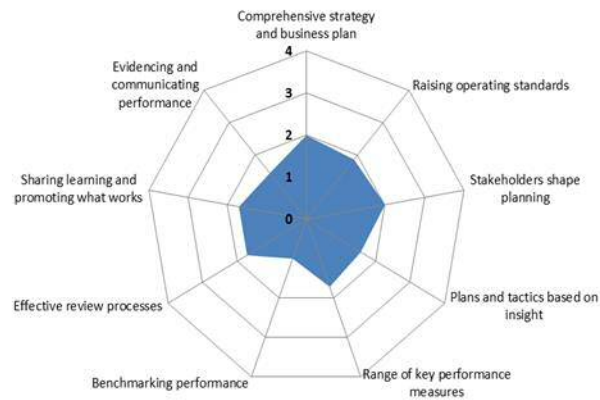 Comprehensive strategy
and business plan
4
Evidencing and
communicating
performance
3
Raising operating standards
2
Sharing learning and
promoting what works
1
Stakeholders shape
planning
0
Effective review processes
Plans and tactics based on
insight
Benchmarking performance
Range of key performance
measures